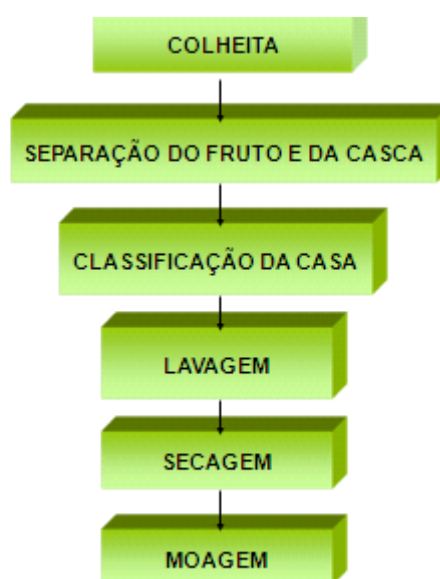 COLHEITA
SEPARAÇÃO DO FRUTO E DA CASCA
CLASSIFICAÇÃO DA CASA
LAVAGEM
SECAGEM
MOAGEM